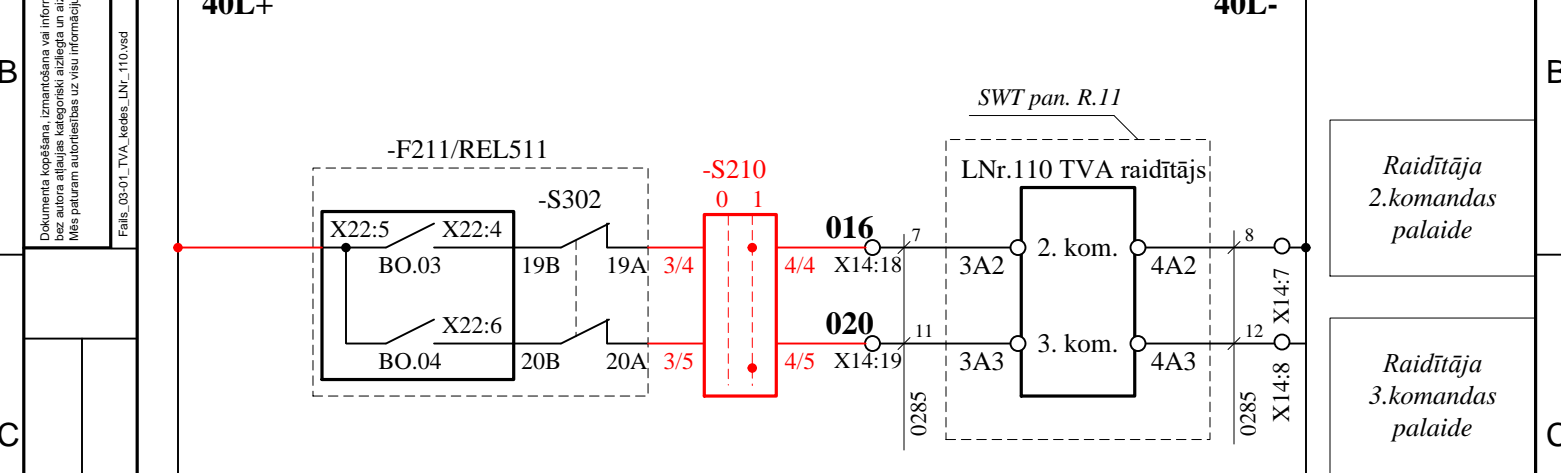 40L+
40L-
B
B
Dokumenta kopēšana, izmantošana vai
bez autora atļaujas kategoriski aizliegta un
Mēs paturam autortiesības uz visu
Fails_03-01_TVA_kedes_LNr_110.vsd
SWT pan. R.11
-F211/REL511
-S210
LNr.110 TVA raidītājs
0 1
-S302
X22:5 X22:4
BO.03
19B 19A
3/4
4/4
016
X14:18
7
3A2
2. kom.
4A2
8
X14:7
X22:6
BO.04
20B 20A
3/5
4/5
020
X14:19
11
3A3
3. kom.
4A3
12
X14:8
0285
0285
Raidītāja
2.komandas
palaide
Raidītāja
3.komandas
palaide
C
C